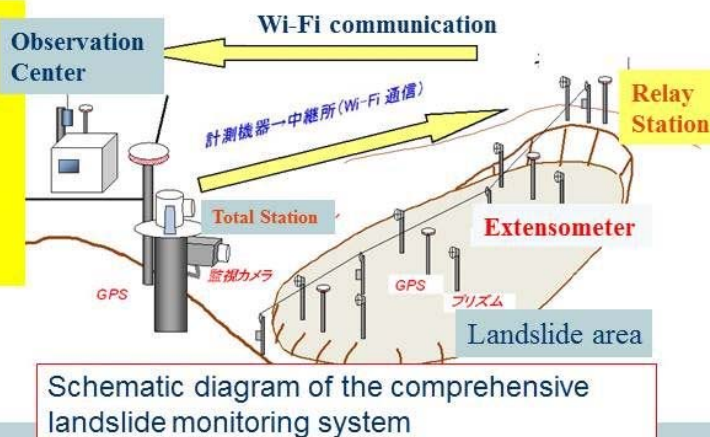 Wi-Fi communication
Observation
Center
計測機器→中継所(Wi-Fi 通信)
Relay
Station
Total Station
Extensometer
監視カメラ
GPS
GPS
プリズム
Landslide area
Schematic diagram of the comprehensive
landslide monitoring system